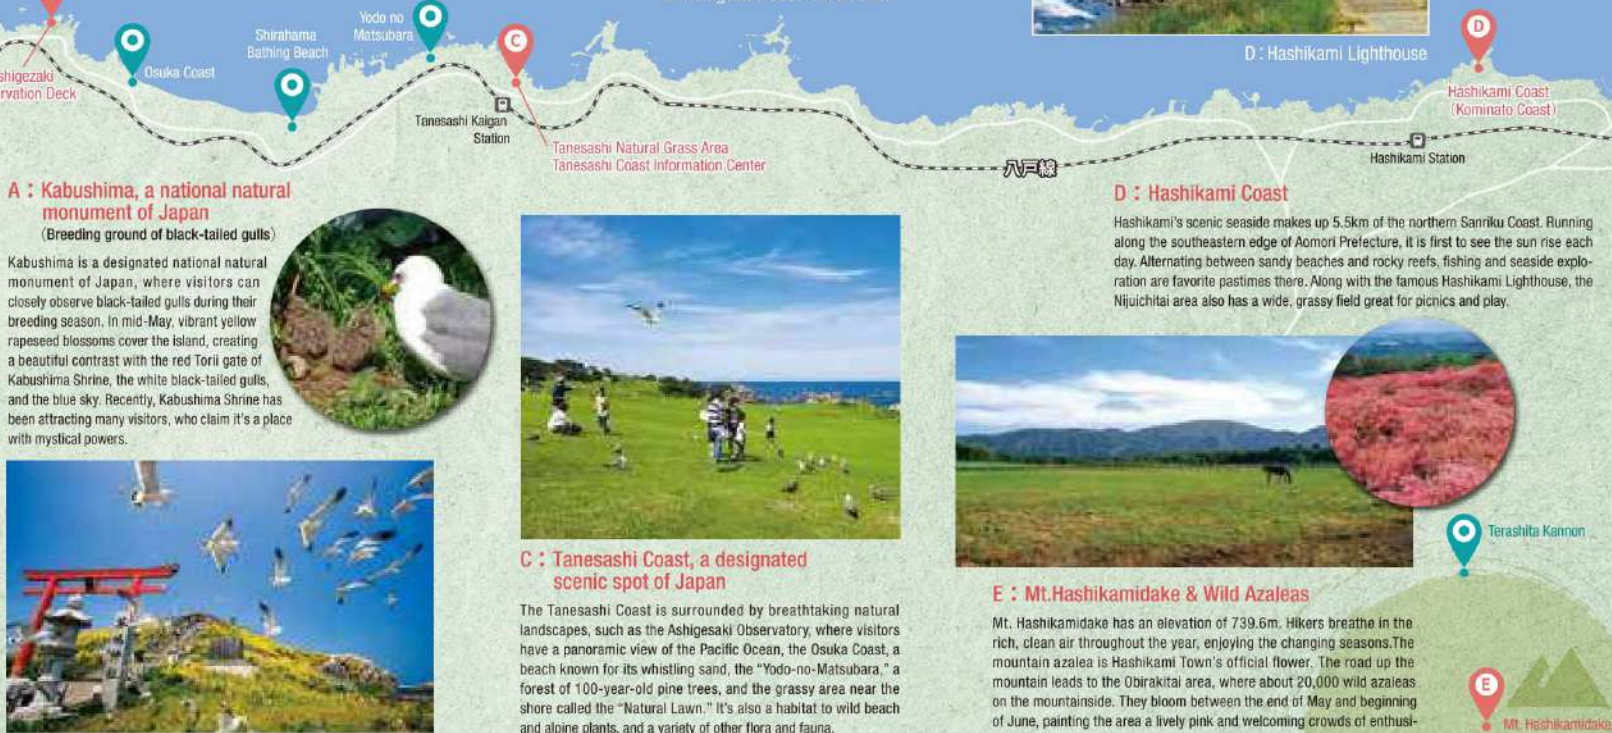 Yodo no
Matsubara
Shirahama
Bathing Beach
Osuka Coast
rvation Deck
C
D
D : Hashikami Lighthouse
Hashikami Coast
(Kominato Coast)
Tanesashi Kaigan
Station
Tanesashi Natural Grass Area
Tanesashi Coast Information Center
八戸線
Hashikami Station
A : Kabushima, a national natural
monument of Japan
(Breeding ground of black-tailed gulls)
Kabushima is a designated national natural
monument of Japan, where visitors can
closely observe black-tailed gulls during their
breeding season. In mid-May, vibrant yellow
rapeseed blossoms cover the island, creating
a beautiful contrast with the red Torii gate of
Kabushima Shrine, the white black-tailed gulls,
and the blue sky. Recently, Kabushima Shrine has
been attracting many visitors, who claim it's a place
with mystical powers.
C : Tanesashi Coast, a designated
scenic spot of Japan
The Tanesashi Coast is surrounded by breathtaking natural
landscapes, such as the Ashigesaki Observatory, where visitors
have a panoramic view of the Pacific Ocean, the Osuka Coast, a
beach known for its whistling sand, the "Yodo-no-Matsubara," a
forest of 100-year-old pine trees, and the grassy area near the
shore called the "Natural Lawn." It's also a habitat to wild beach
and alpine plants, and a variety of other flora and fauna.
D : Hashikami Coast
Hashikami's scenic seaside makes up 5.5km of the northern Sanriku Coast. Running
along the southeastern edge of Aomori Prefecture, it is first to see the sun rise each
day. Alternating between sandy beaches and rocky reefs, fishing and seaside explo-
ration are favorite pastimes there. Along with the famous Hashikami Lighthouse, the
Nijuichitai area also has a wide, grassy field great for picnics and play.
Terashita Kannon
E : Mt.Hashikamidake & Wild Azaleas
Mt. Hashikamidake has an elevation of 739.6m. Hikers breathe in the
rich, clean air throughout the year, enjoying the changing seasons.The
mountain azalea is Hashikami Town's official flower. The road up the
mountain leads to the Obirakitai area, where about 20,000 wild azaleas
on the mountainside. They bloom between the end of May and beginning
of June, painting the area a lively pink and welcoming crowds of enthusi-
E
Mt. Hashikamidake